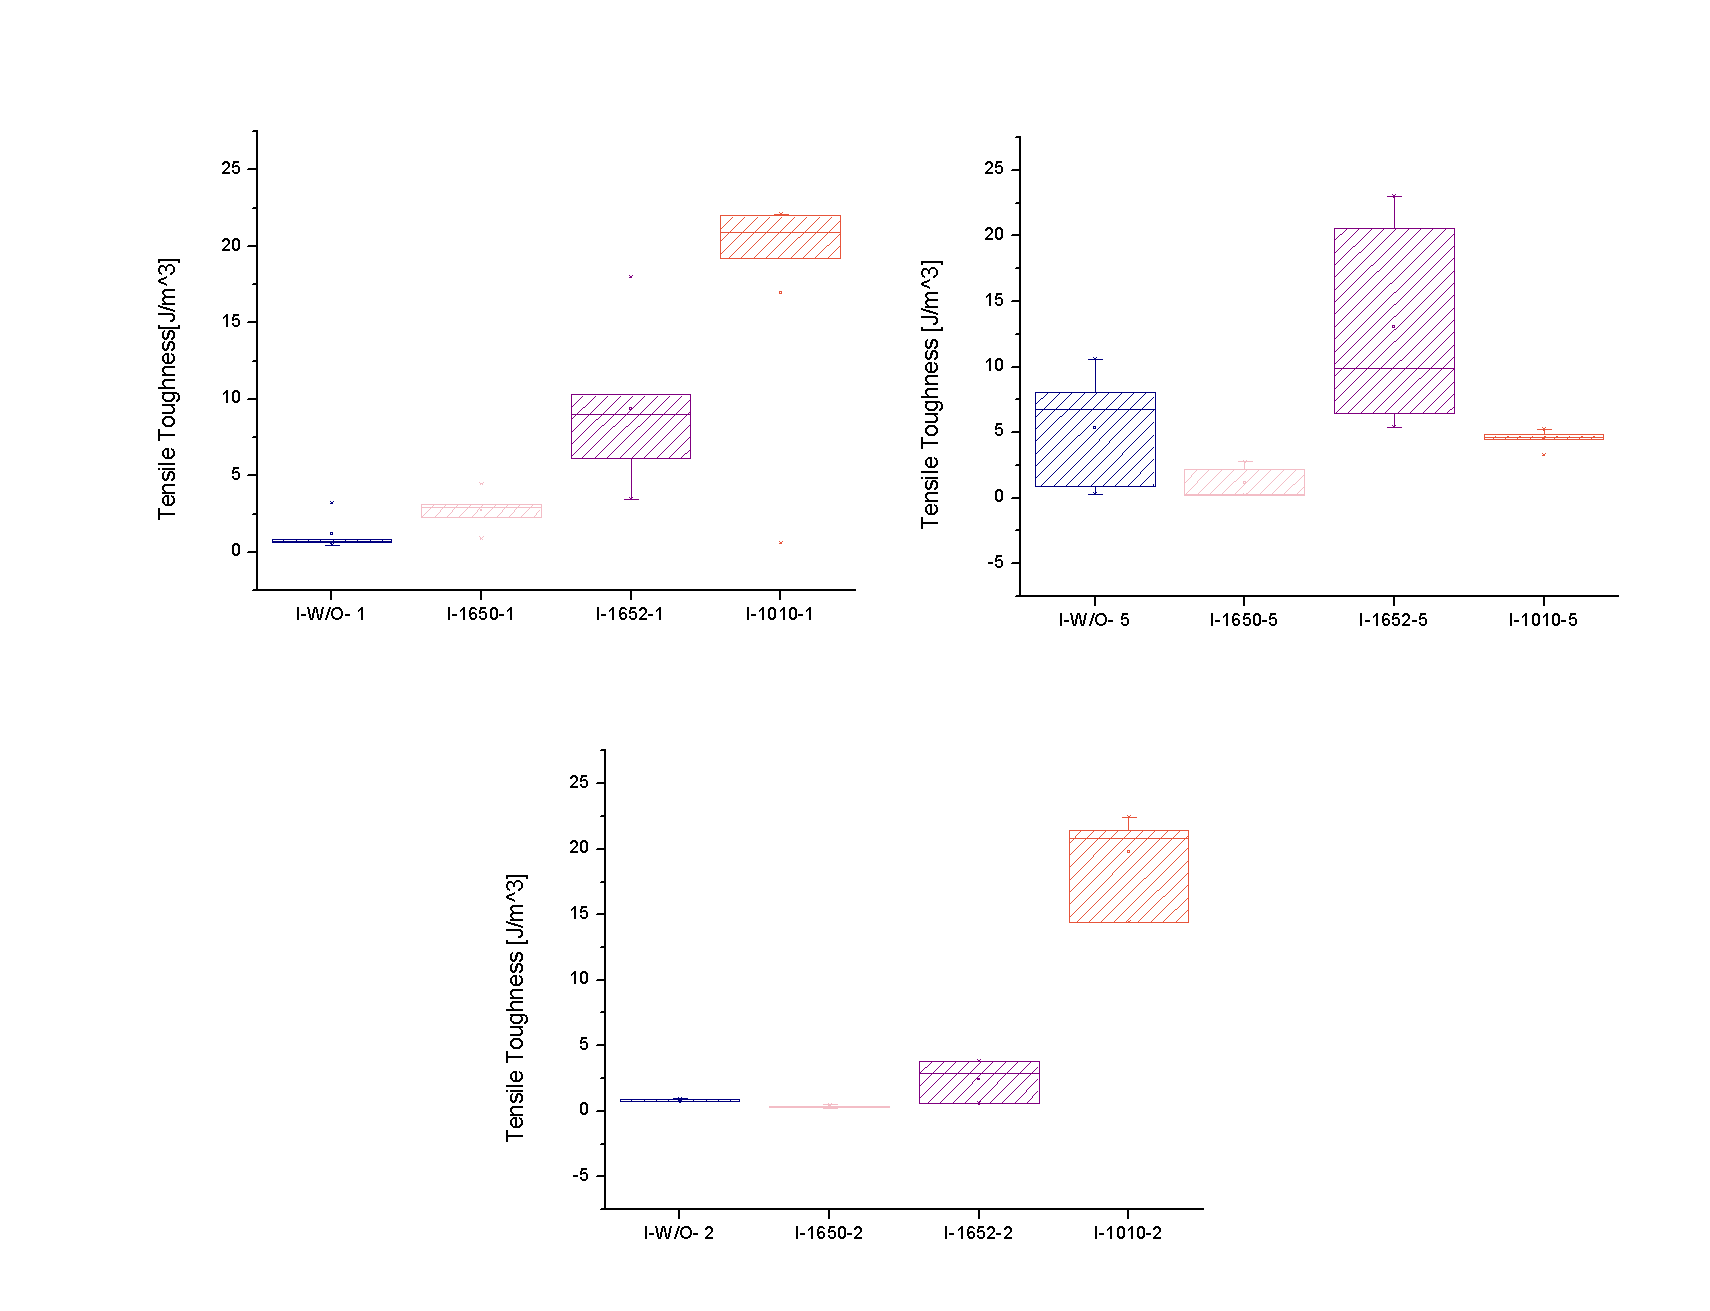 Tensile Toughness[J/m^3]
25
20
15
10
5
0
I-W/O- 1
I-1650-1
I-1652-1
I-1010-1
Tensile Toughness [J/m^3]
25
20
15
10
5
0
-5
I-W/O- 5
I-1650-5
I-1652-5
I-1010-5
Tensile Toughness [J/m^3]
25
20
15
10
5
0
-5
I-W/O- 2
I-1650-2
I-1652-2
I-1010-2